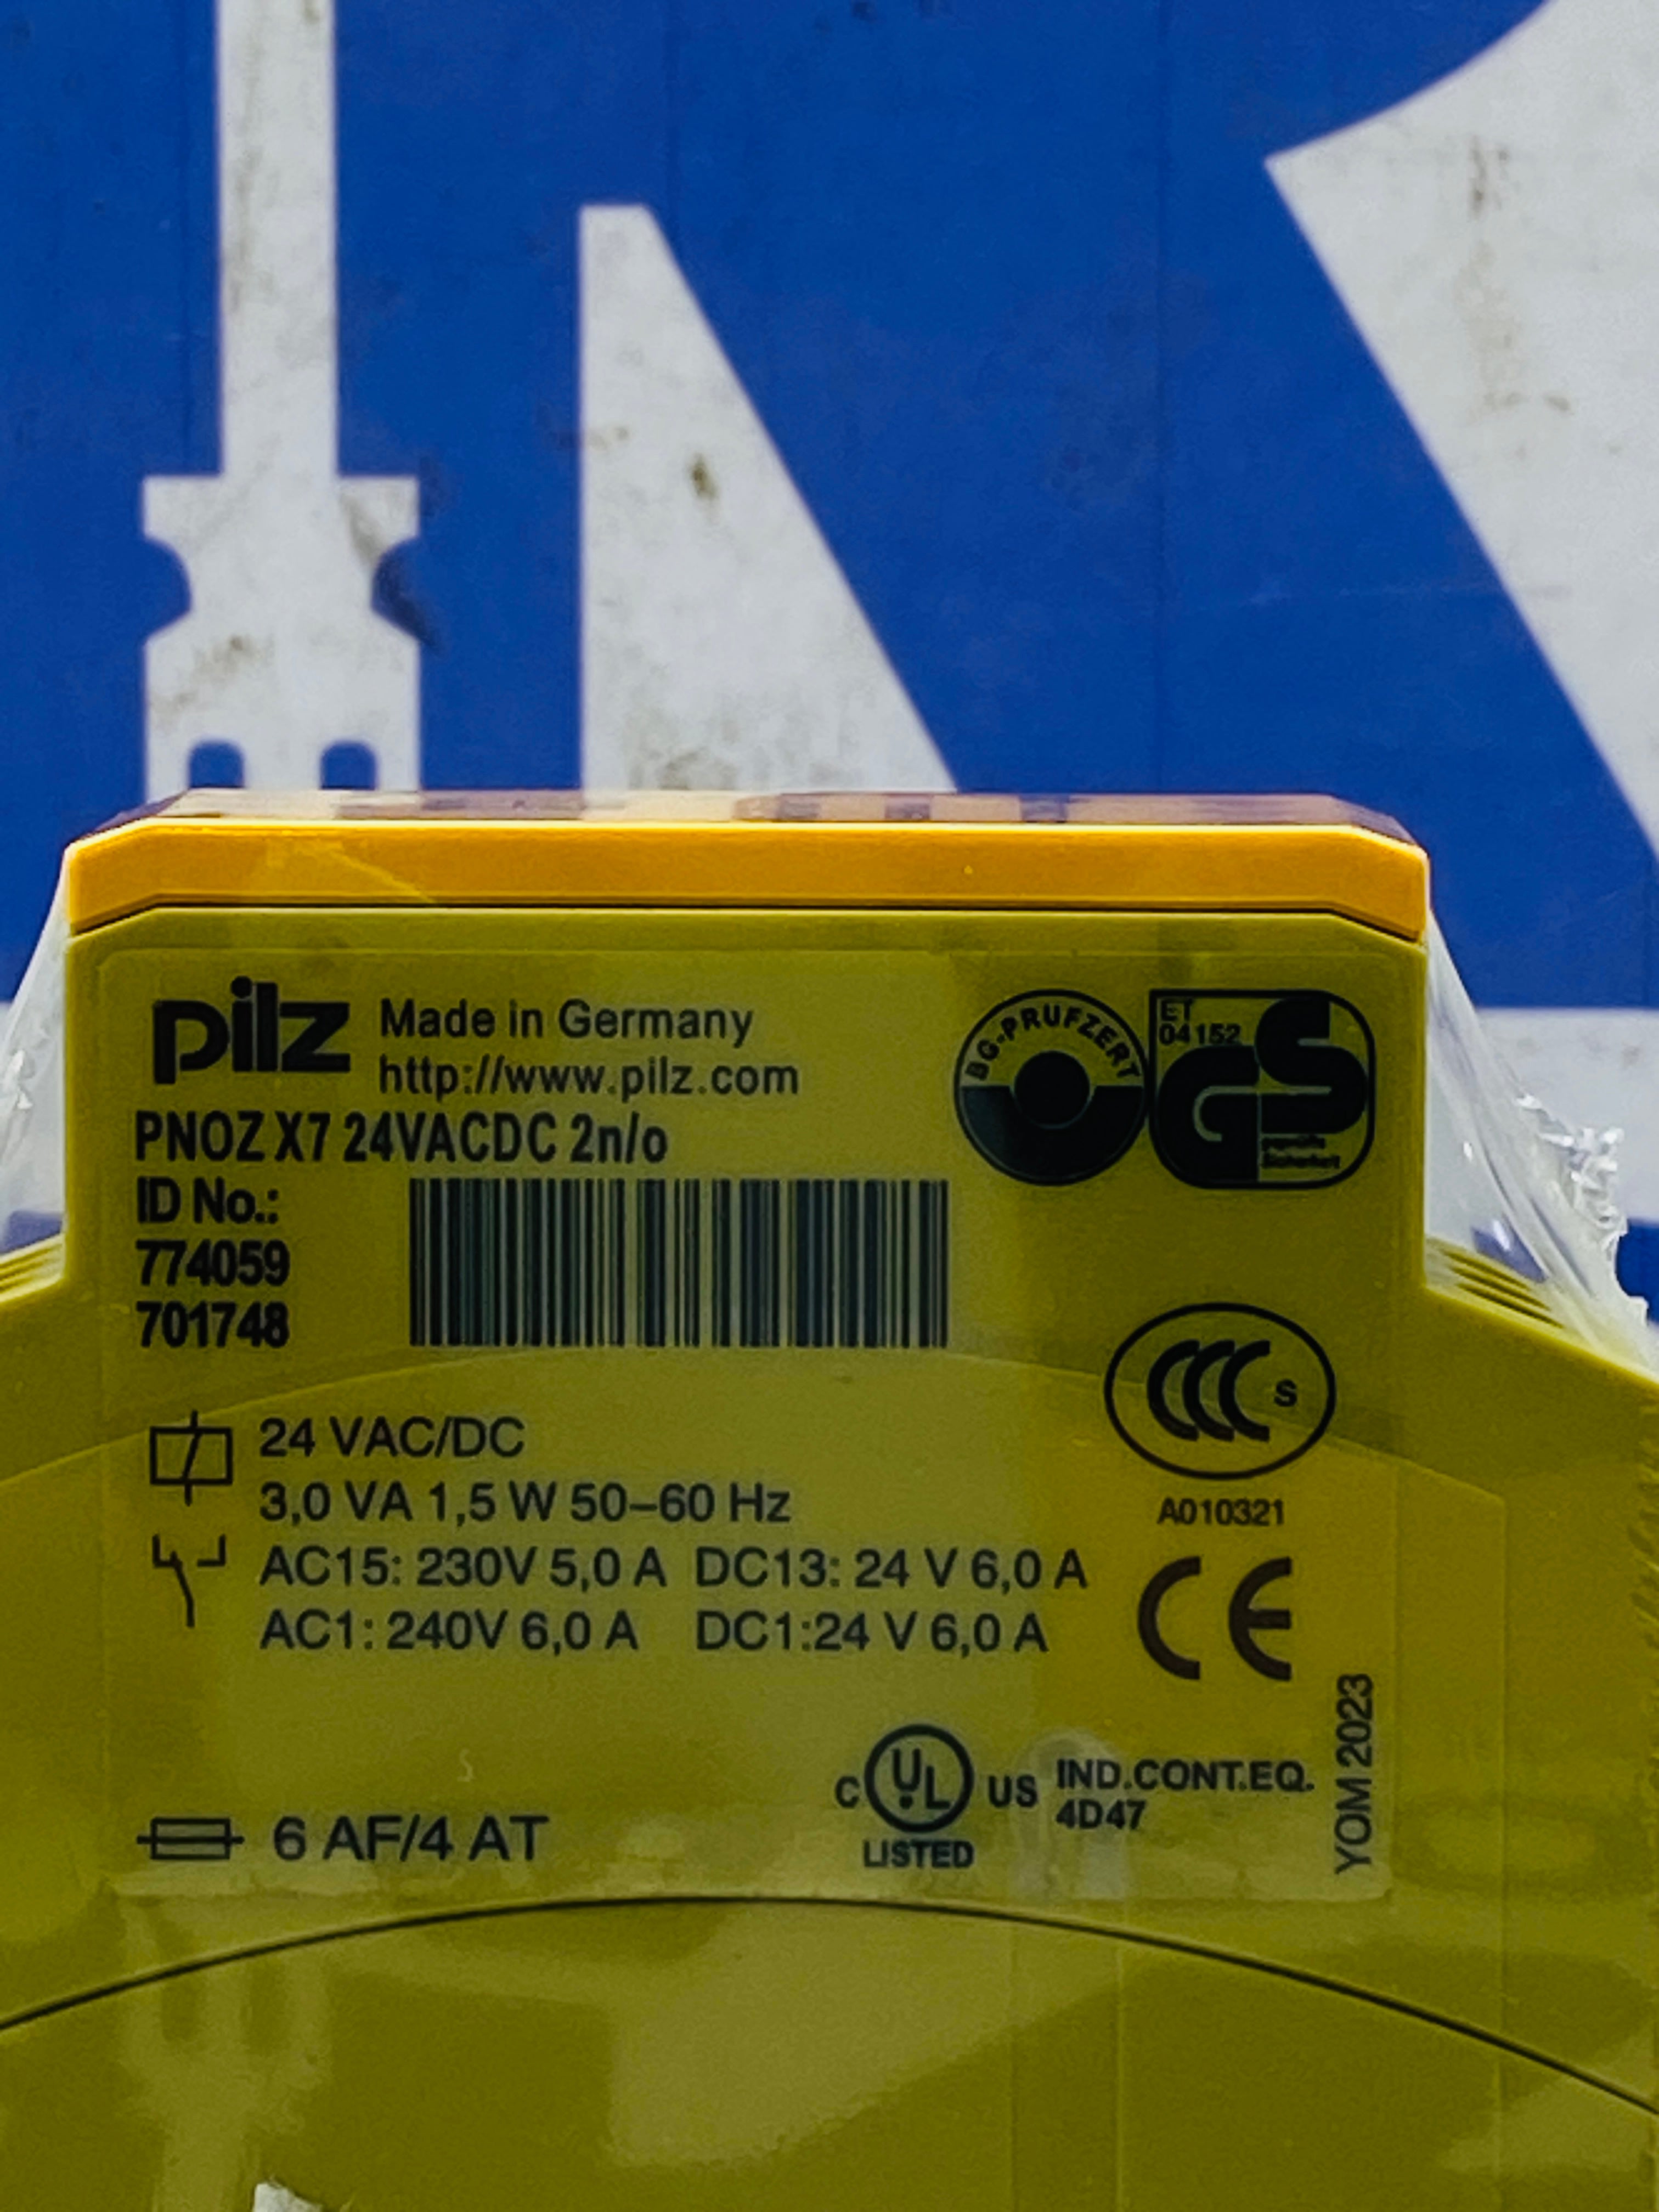 pilz Made in Germany
http://www.pilz.com
PNOZ X7 24VACDC 2n/o
ID No.:
774059
701748
BG-PRUFZERT
ET
04152
GS
CCC S
A010321
24 VAC/DC
3,0 VA 1,5 W 50–60 Hz
AC15: 230V 5,0 A DC13: 24 V 6,0 A
AC1: 240V 6,0 A DC1:24 V 6,0 A
CE
YOM 2023
C UL US IND.CONT.EQ.
4D47
LISTED
6 AF/4 AT